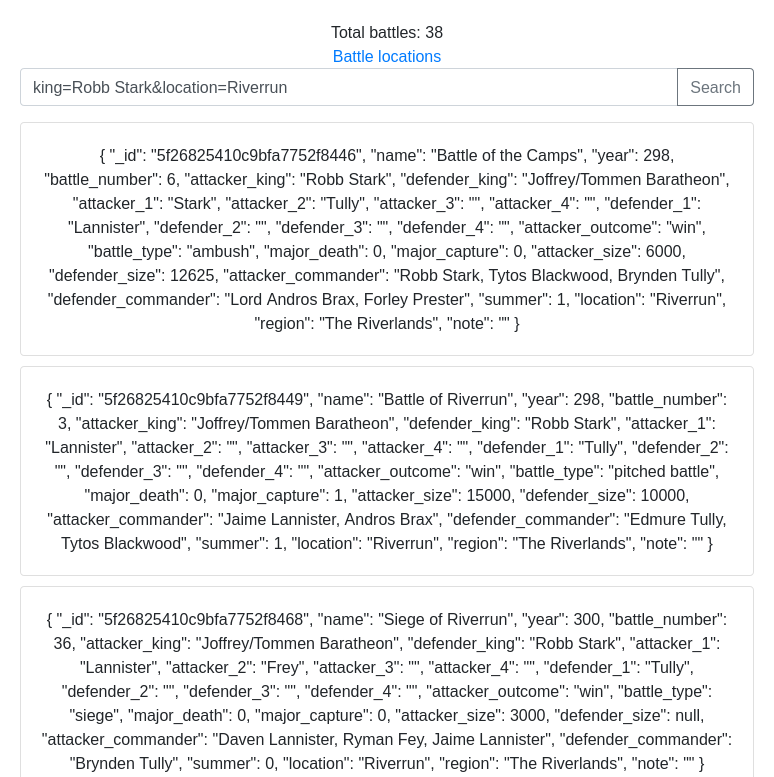 Total battles: 38
Battle locations
king=Robb Stark&location=Riverrun
Search
{ "_id": "5f26825410c9bfa7752f8446", "name": "Battle of the Camps", "year": 298,
"battle_number": 6, "attacker_king": "Robb Stark", "defender_king": "Joffrey/Tommen Baratheon",
"attacker_1": "Stark", "attacker_2": "Tully", "attacker_3": "", "attacker_4": "", "defender_1":
"Lannister", "defender_2": "", "defender_3": "", "defender_4": "", "attacker_outcome": "win",
"battle_type": "ambush", "major_death": 0, "major_capture": 0, "attacker_size": 6000,
"defender_size": 12625, "attacker_commander": "Robb Stark, Tytos Blackwood, Brynden Tully",
"defender_commander": "Lord Andros Brax, Forley Prester", "summer": 1, "location": "Riverrun",
"region": "The Riverlands", "note": "" }
{ "_id": "5f26825410c9bfa7752f8449", "name": "Battle of Riverrun", "year": 298, "battle_number":
3, "attacker_king": "Joffrey/Tommen Baratheon", "defender_king": "Robb Stark", "attacker_1":
"Lannister", "attacker_2": "", "attacker_3": "", "attacker_4": "", "defender_1": "Tully", "defender_2":
"", "defender_3": "", "defender_4": "", "attacker_outcome": "win", "battle_type": "pitched battle",
"major_death": 0, "major_capture": 1, "attacker_size": 15000, "defender_size": 10000,
"attacker_commander": "Jaime Lannister, Andros Brax", "defender_commander": "Edmure Tully,
Tytos Blackwood", "summer": 1, "location": "Riverrun", "region": "The Riverlands", "note": "" }
{ "_id": "5f26825410c9bfa7752f8468", "name": "Siege of Riverrun", "year": 300, "battle_number":
36, "attacker_king": "Joffrey/Tommen Baratheon", "defender_king": "Robb Stark", "attacker_1":
"Lannister", "attacker_2": "Frey", "attacker_3": "", "attacker_4": "", "defender_1": "Tully",
"defender_2": "", "defender_3": "", "defender_4": "", "attacker_outcome": "win", "battle_type":
"siege", "major_death": 0, "major_capture": 0, "attacker_size": 3000, "defender_size": null,
"attacker_commander": "Daven Lannister, Ryman Fey, Jaime Lannister", "defender_commander":
"Brynden Tully", "summer": 0, "location": "Riverrun", "region": "The Riverlands", "note": "" }